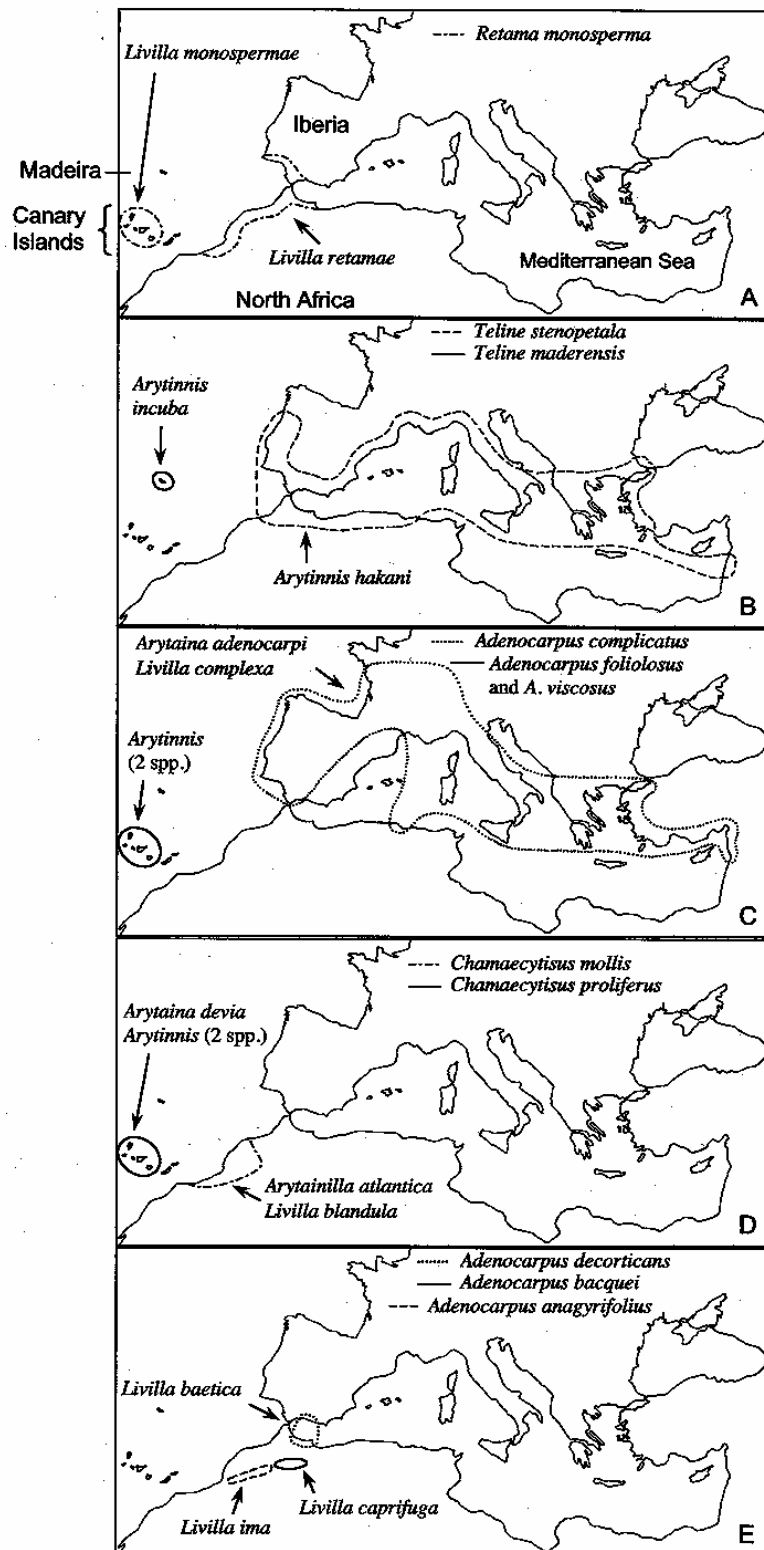 Livilla monospermae
Retama monosperma
Iberia
Madeira
Canary
Islands
Livilla retamae
Mediterranean Sea
North Africa
A
Teline stenopetala
Teline maderensis
Arytinnis
incuba
Arytinnis hakani
B
Arytaina adenocarpi
Livilla complexa
Adenocarpus complicatus
Adenocarpus foliolosus
and A. viscosus
Arytinnis
(2 spp.)
C
Chamaecytisus mollis
Chamaecytisus proliferus
Arytaina devia
Arytinnis (2 spp.)
Arytainilla atlantica
Livilla blandula
D
Adenocarpus decorticans
Adenocarpus bacquei
Adenocarpus anagyrifolius
Livilla baetica
Livilla caprifuga
Livilla ima
E